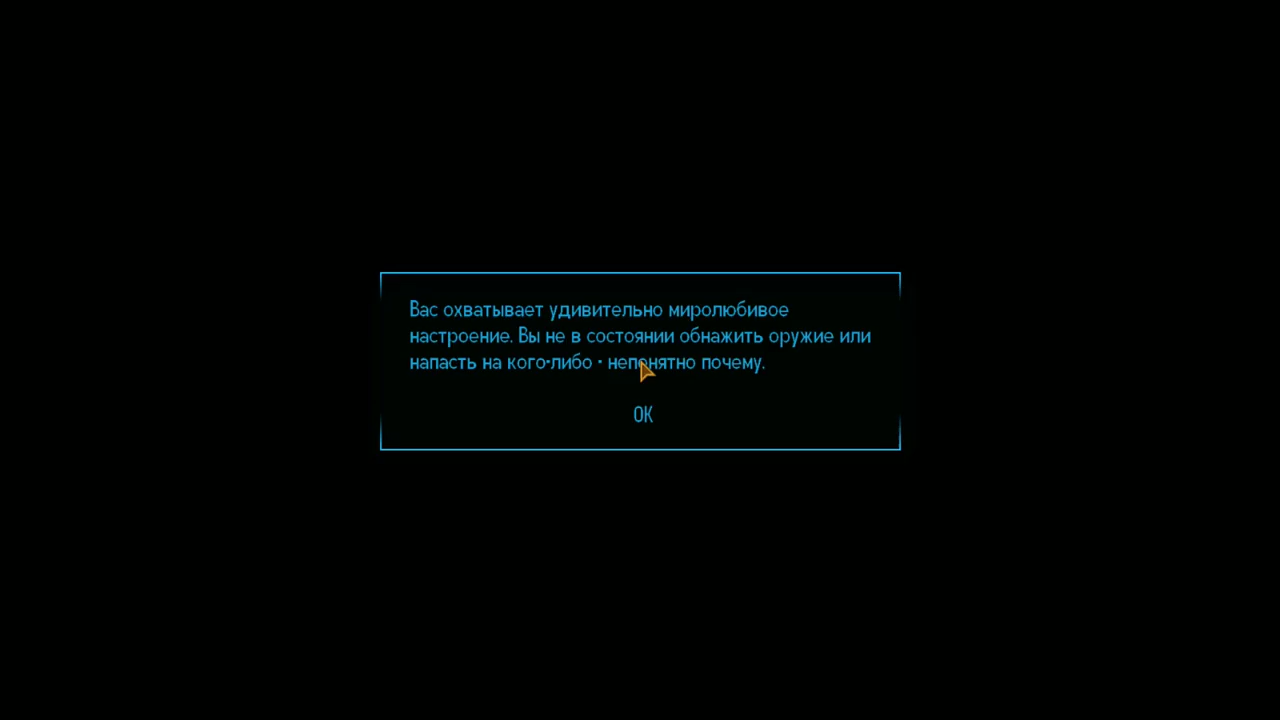 Вас охватывает удивительно миролюбивое
настроение. Вы не в состоянии обнажить оружие или
напасть на кого-либо - непонятно почему.
OK